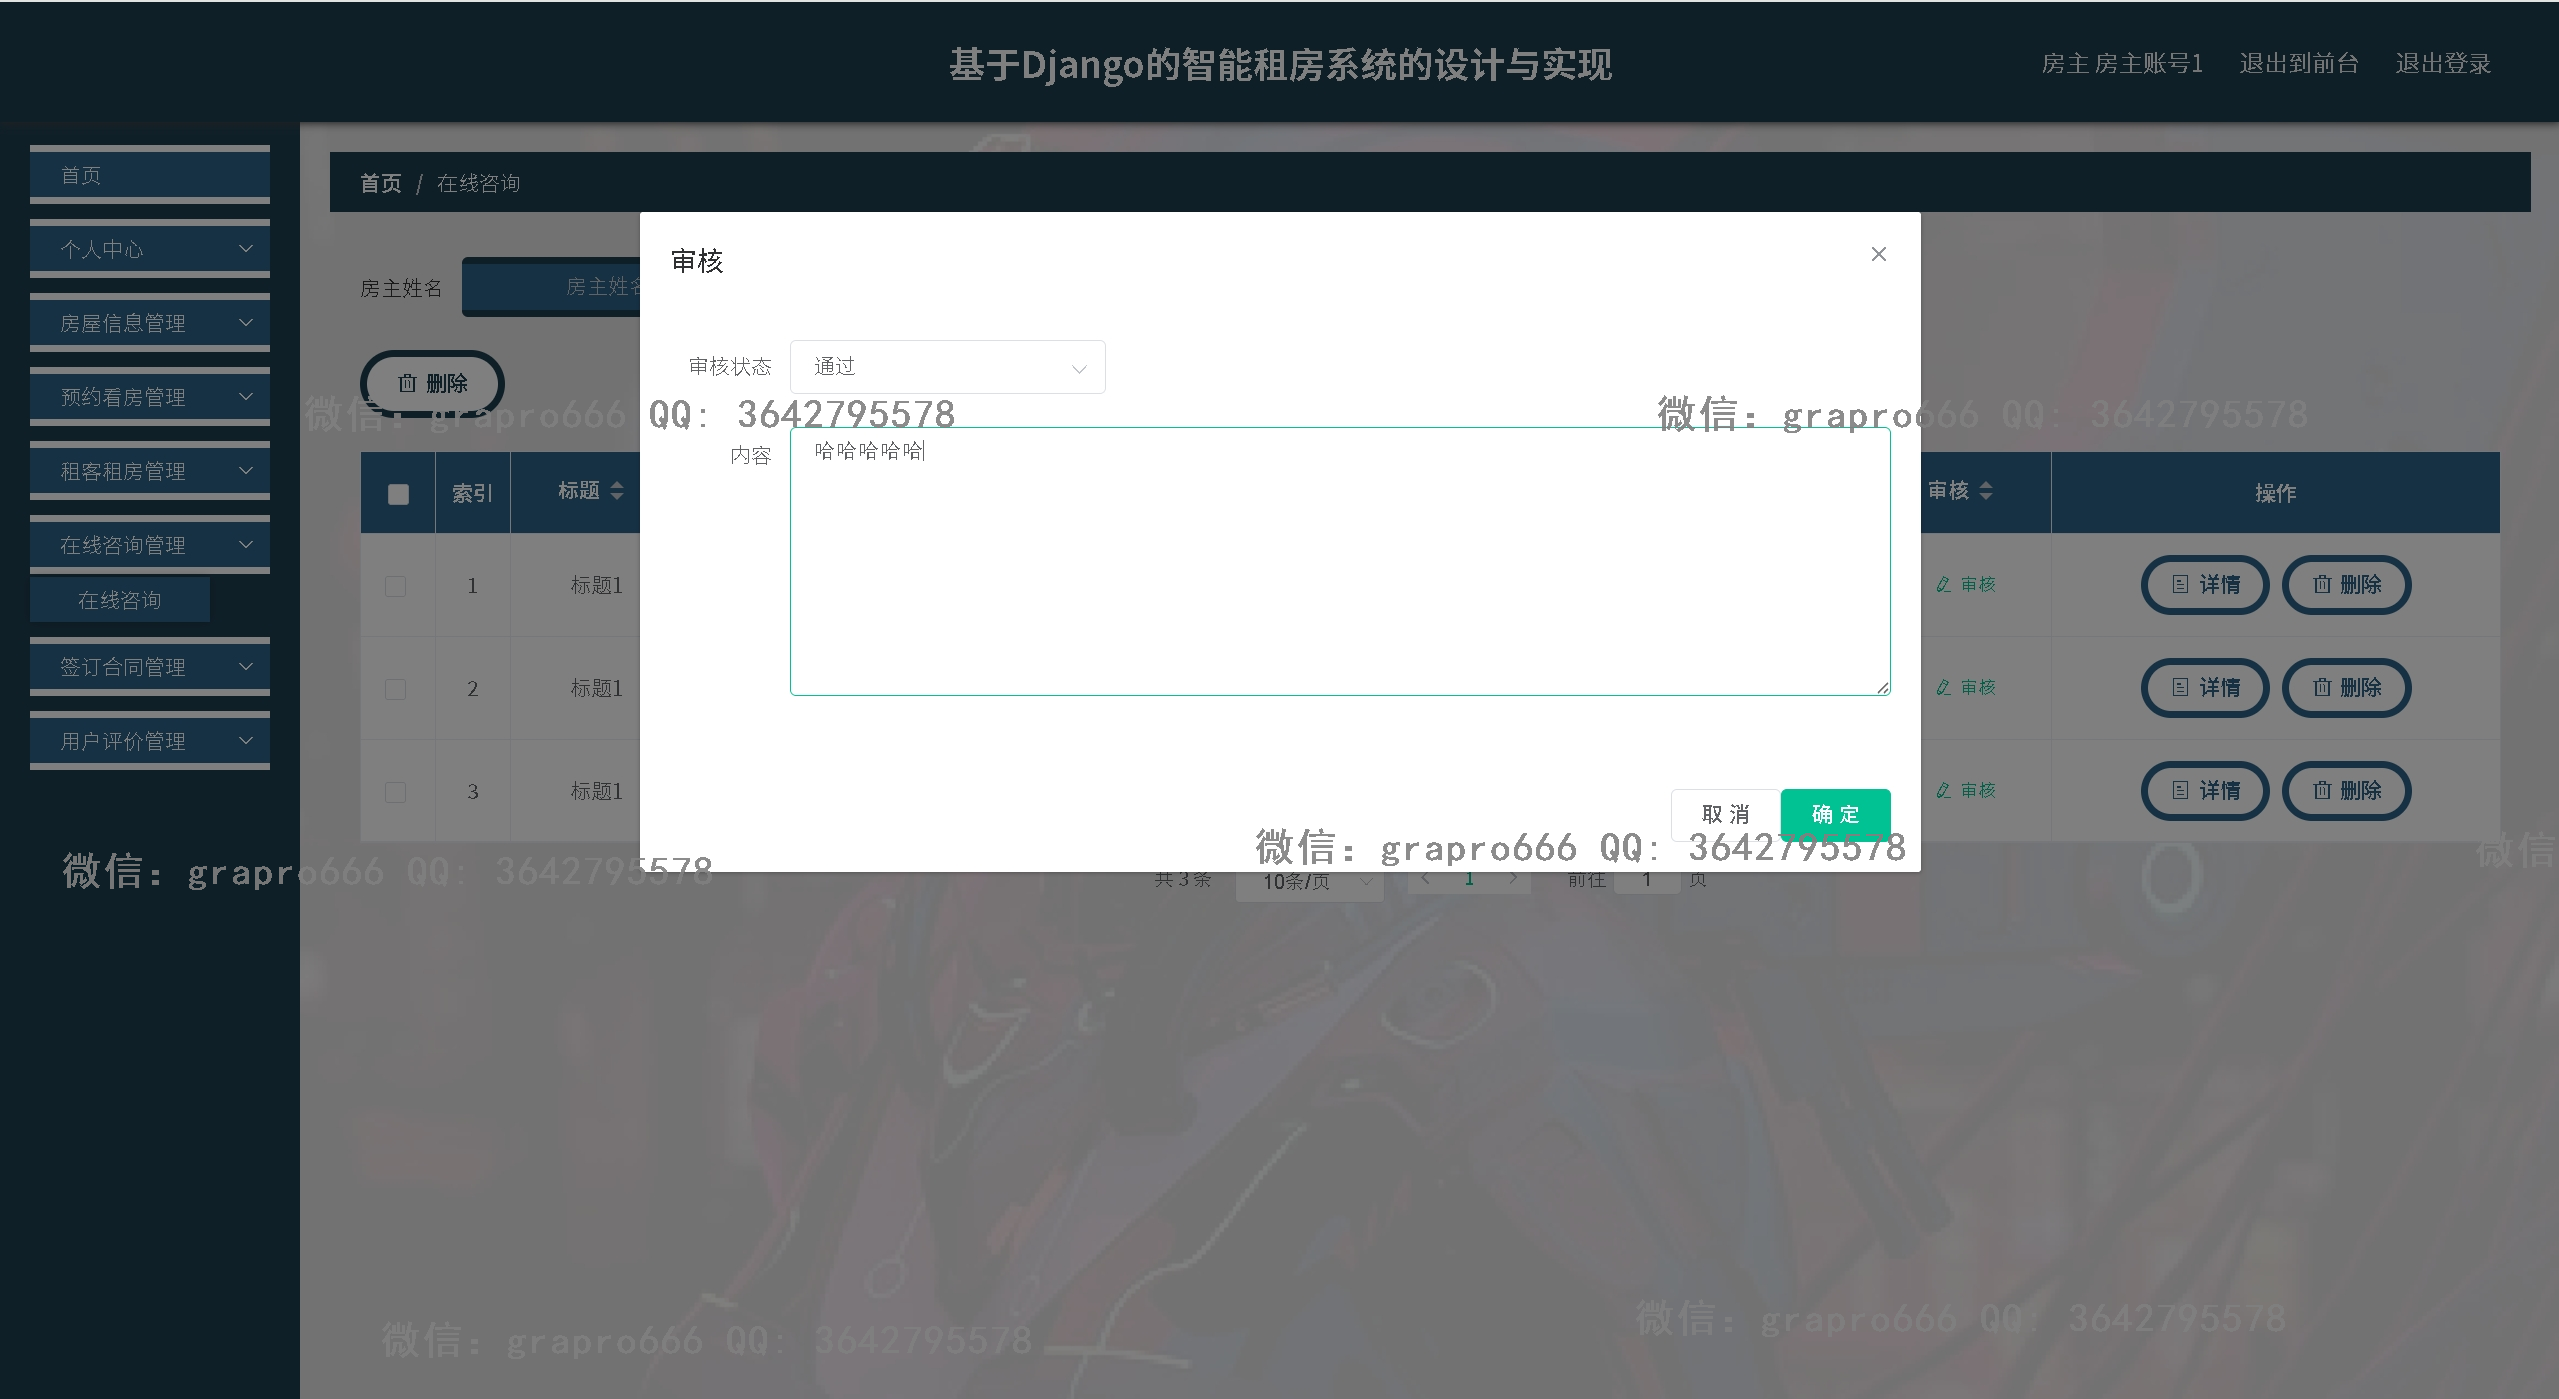 基于Django的智能租房系统的设计与实现
房主 房主账号1 退出到前台 退出登录
首页
个人中心
房屋信息管理
预约看房管理
租客租房管理
在线咨询管理
在线咨询
签订合同管理
用户评价管理
首页 / 在线咨询
房主姓名 房主姓名
删除
索引 标题 审核 操作
1 标题1 审核 详情 删除
2 标题1 审核 详情 删除
3 标题1 审核 详情 删除
共 3 条 10条/页 1 前往 1 页
审核
审核状态 通过
内容 哈哈哈哈哈
取 消 确 定
微信: grapro666 QQ: 3642795578
微信: grapro666 QQ: 3642795578
微信: grapro666 QQ: 3642795578
微信: grapro666 QQ: 3642795578
微信
微信: grapro666 QQ: 3642795578
微信: grapro666 QQ: 3642795578